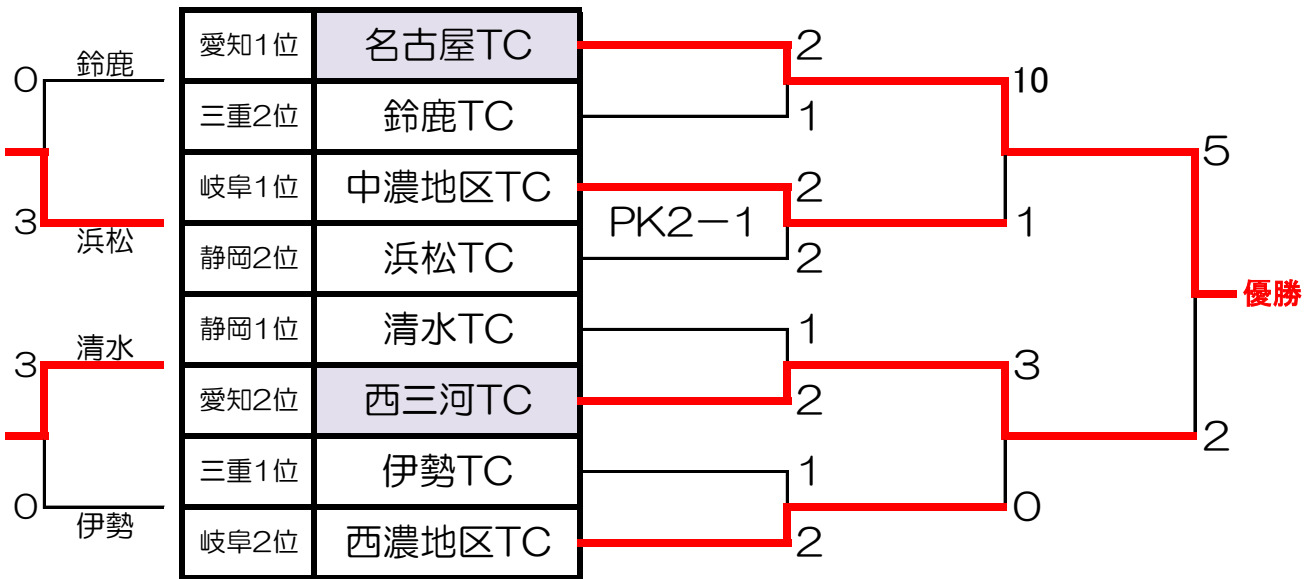 鈴鹿
0
3
浜松
清水
3
0
伊勢
愛知1位 名古屋TC
三重2位 鈴鹿TC
岐阜1位 中濃地区TC
静岡2位 浜松TC
静岡1位 清水TC
愛知2位 西三河TC
三重1位 伊勢TC
岐阜2位 西濃地区TC
2
1
2
PK2-1
2
1
2
1
2
10
1
3
0
5
2
優勝